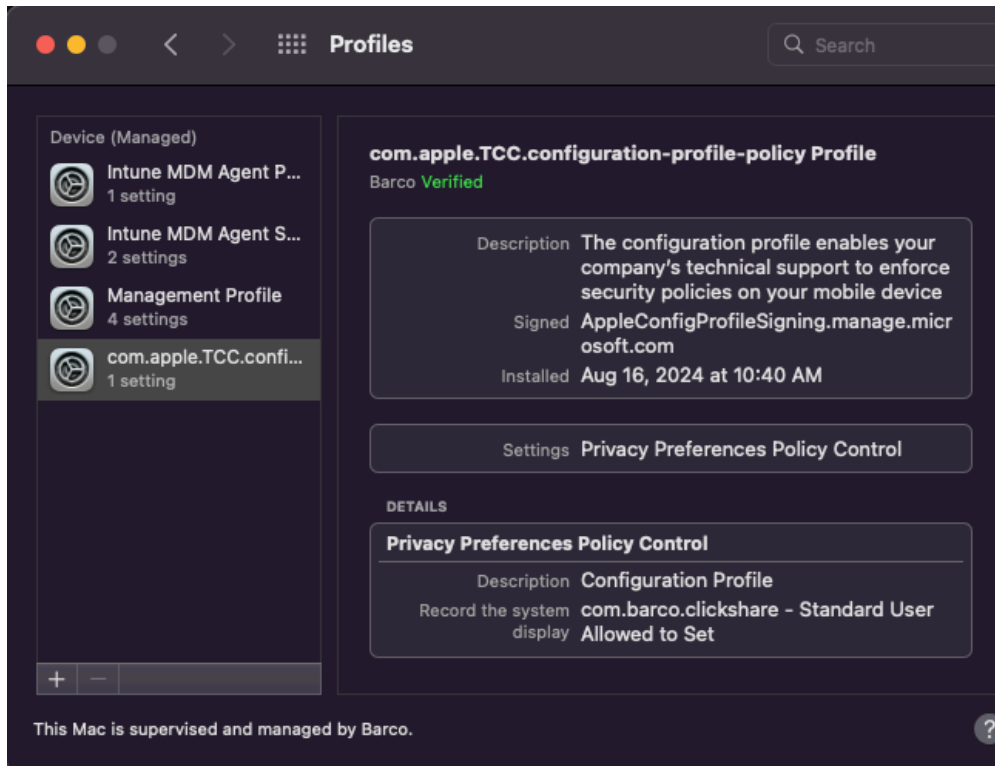 Profiles
Search
Device (Managed)
Intune MDM Agent P...
1 setting
Intune MDM Agent S...
2 settings
Management Profile
4 settings
com.apple.TCC.confi...
1 setting
com.apple.TCC.configuration-profile-policy Profile
Barco Verified
Description The configuration profile enables your
company's technical support to enforce
security policies on your mobile device
Signed AppleConfigProfileSigning.manage.micr
osoft.com
Installed Aug 16, 2024 at 10:40 AM
Settings Privacy Preferences Policy Control
DETAILS
Privacy Preferences Policy Control
Description Configuration Profile
Record the system com.barco.clickshare - Standard User
display Allowed to Set
+ −
This Mac is supervised and managed by Barco.
?